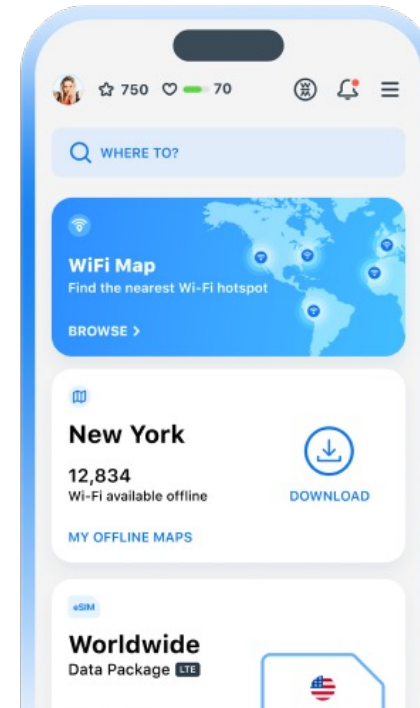 750 70
WHERE TO?
WiFi Map
Find the nearest Wi-Fi hotspot
BROWSE >
New York
12,834
Wi-Fi available offline
DOWNLOAD
MY OFFLINE MAPS
eSIM
Worldwide
Data Package LTE